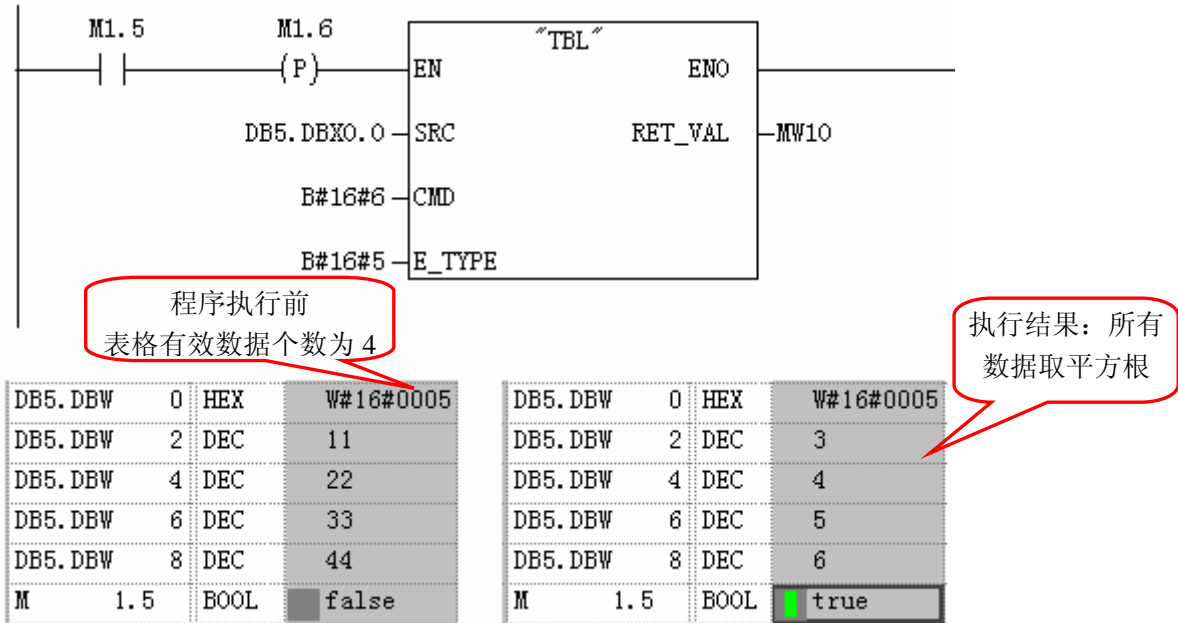 M1.5 M1.6 "TBL"
(P) EN ENO
DB5.DBX0.0 SRC RET_VAL MW10
B#16#6 CMD
B#16#5 E_TYPE
程序执行前
表格有效数据个数为 4
执行结果：所有
数据取平方根
DB5.DBW 0 HEX W#16#0005
DB5.DBW 2 DEC 11
DB5.DBW 4 DEC 22
DB5.DBW 6 DEC 33
DB5.DBW 8 DEC 44
M 1.5 BOOL false
DB5.DBW 0 HEX W#16#0005
DB5.DBW 2 DEC 3
DB5.DBW 4 DEC 4
DB5.DBW 6 DEC 5
DB5.DBW 8 DEC 6
M 1.5 BOOL true